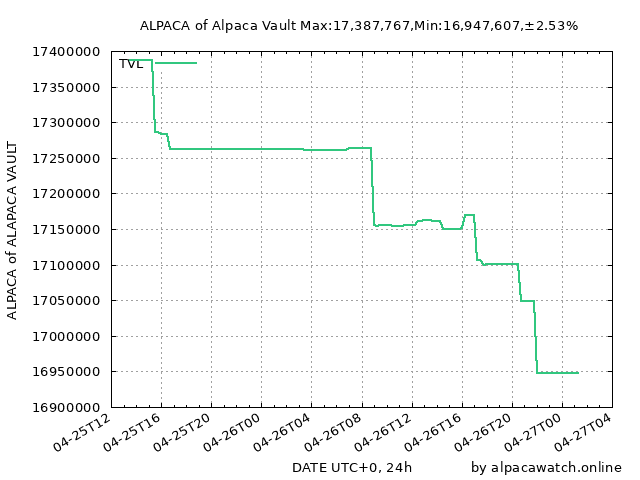 ALPACA of Alpaca Vault Max:17,387,767,Min:16,947,607,±2.53%
TVL
17400000
17350000
17300000
17250000
17200000
17150000
17100000
17050000
17000000
16950000
16900000
ALPACA of ALAPACA VAULT
04-25T12
04-25T16
04-25T20
04-26T00
04-26T04
04-26T08
04-26T12
04-26T16
04-26T20
04-27T00
04-27T04
DATE UTC+0, 24h
by alpacawatch.online